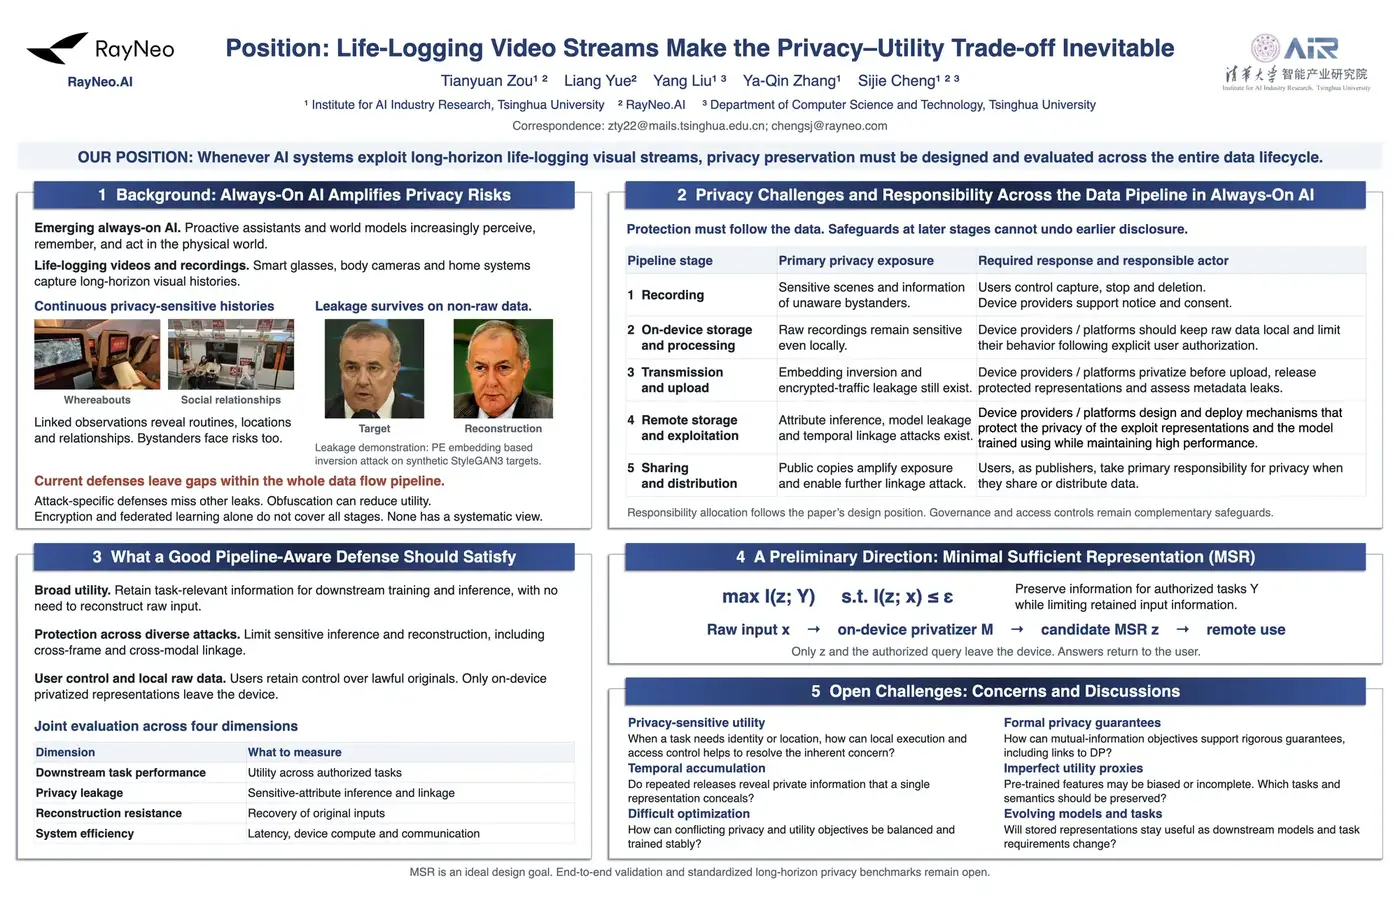 RayNeo
RayNeo.AI
Position: Life-Logging Video Streams Make the Privacy–Utility Trade-off Inevitable
Tianyuan Zou¹ ² Liang Yue² Yang Liu¹ ³ Ya-Qin Zhang¹ Sijie Cheng¹ ² ³
¹ Institute for AI Industry Research, Tsinghua University ² RayNeo.AI ³ Department of Computer Science and Technology, Tsinghua University
Correspondence: zty22@mails.tsinghua.edu.cn; chengsj@rayneo.com
AIR
清华大学 智能产业研究院
Institute for AI Industry Research, Tsinghua University
OUR POSITION: Whenever AI systems exploit long-horizon life-logging visual streams, privacy preservation must be designed and evaluated across the entire data lifecycle.
1 Background: Always-On AI Amplifies Privacy Risks
Emerging always-on AI. Proactive assistants and world models increasingly perceive,
remember, and act in the physical world.
Life-logging videos and recordings. Smart glasses, body cameras and home systems
capture long-horizon visual histories.
Continuous privacy-sensitive histories
Whereabouts
Social relationships
Linked observations reveal routines, locations
and relationships. Bystanders face risks too.
Leakage survives on non-raw data.
Target
Reconstruction
Leakage demonstration: PE embedding based
inversion attack on synthetic StyleGAN3 targets.
Current defenses leave gaps within the whole data flow pipeline.
Attack-specific defenses miss other leaks. Obfuscation can reduce utility.
Encryption and federated learning alone do not cover all stages. None has a systematic view.
2 Privacy Challenges and Responsibility Across the Data Pipeline in Always-On AI
Protection must follow the data. Safeguards at later stages cannot undo earlier disclosure.
Pipeline stage
Primary privacy exposure
Required response and responsible actor
1 Recording
Sensitive scenes and information
of unaware bystanders.
Users control capture, stop and deletion.
Device providers support notice and consent.
2 On-device storage
and processing
Raw recordings remain sensitive
even locally.
Device providers / platforms should keep raw data local and limit
their behavior following explicit user authorization.
3 Transmission
and upload
Embedding inversion and
encrypted-traffic leakage still exist.
Device providers / platforms privatize before upload, release
protected representations and assess metadata leaks.
4 Remote storage
and exploitation
Attribute inference, model leakage
and temporal linkage attacks exist.
Device providers / platforms design and deploy mechanisms that
protect the privacy of the exploit representations and the model
trained using while maintaining high performance.
5 Sharing
and distribution
Public copies amplify exposure
and enable further linkage attack.
Users, as publishers, take primary responsibility for privacy when
they share or distribute data.
Responsibility allocation follows the paper's design position. Governance and access controls remain complementary safeguards.
3 What a Good Pipeline-Aware Defense Should Satisfy
Broad utility. Retain task-relevant information for downstream training and inference, with no
need to reconstruct raw input.
Protection across diverse attacks. Limit sensitive inference and reconstruction, including
cross-frame and cross-modal linkage.
User control and local raw data. Users retain control over lawful originals. Only on-device
privatized representations leave the device.
Joint evaluation across four dimensions
Dimension
What to measure
Downstream task performance
Utility across authorized tasks
Privacy leakage
Sensitive-attribute inference and linkage
Reconstruction resistance
Recovery of original inputs
System efficiency
Latency, device compute and communication
4 A Preliminary Direction: Minimal Sufficient Representation (MSR)
max I(z; Y) s.t. I(z; x) ≤ ε
Preserve information for authorized tasks Y
while limiting retained input information.
Raw input x → on-device privatizer M → candidate MSR z → remote use
Only z and the authorized query leave the device. Answers return to the user.
5 Open Challenges: Concerns and Discussions
Privacy-sensitive utility
When a task needs identity or location, how can local execution and
access control helps to resolve the inherent concern?
Temporal accumulation
Do repeated releases reveal private information that a single
representation conceals?
Difficult optimization
How can conflicting privacy and utility objectives be balanced and
trained stably?
Formal privacy guarantees
How can mutual-information objectives support rigorous guarantees,
including links to DP?
Imperfect utility proxies
Pre-trained features may be biased or incomplete. Which tasks and
semantics should be preserved?
Evolving models and tasks
Will stored representations stay useful as downstream models and task
requirements change?
MSR is an ideal design goal. End-to-end validation and standardized long-horizon privacy benchmarks remain open.